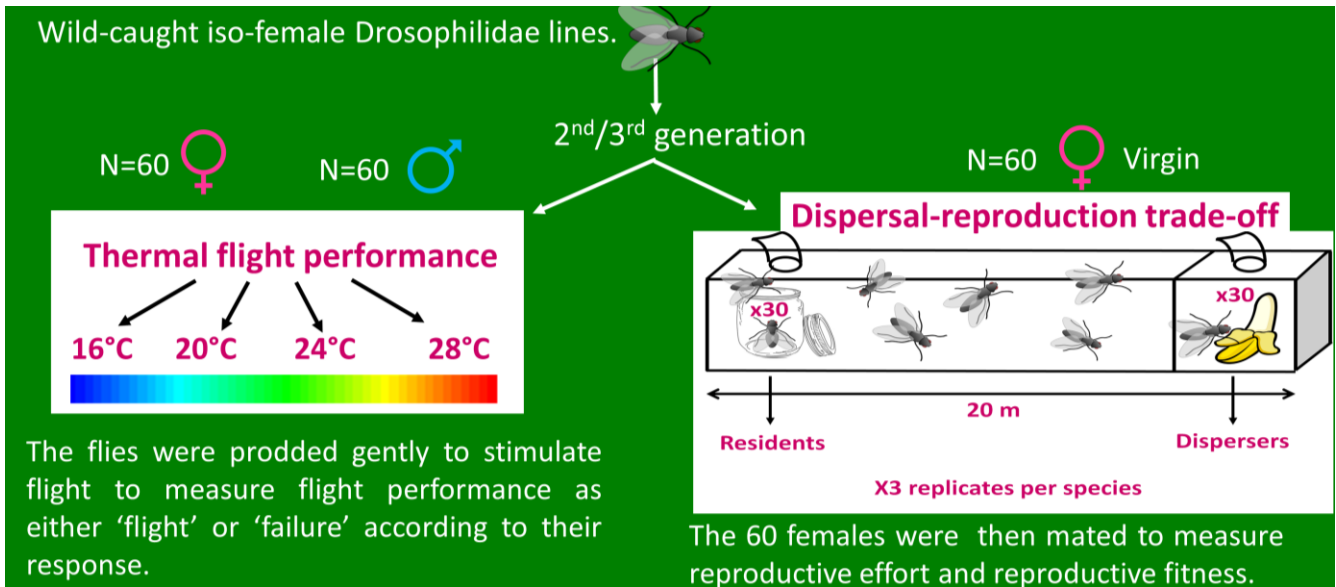 Wild-caught iso-female Drosophilidae lines.
2nd/3rd generation
N=60
N=60
N=60
Virgin
Thermal flight performance
16°C 20°C 24°C 28°C
The flies were prodded gently to stimulate
flight to measure flight performance as
either ‘flight’ or ‘failure’ according to their
response.
Dispersal-reproduction trade-off
x30
x30
20 m
Residents
Dispersers
X3 replicates per species
The 60 females were then mated to measure
reproductive effort and reproductive fitness.